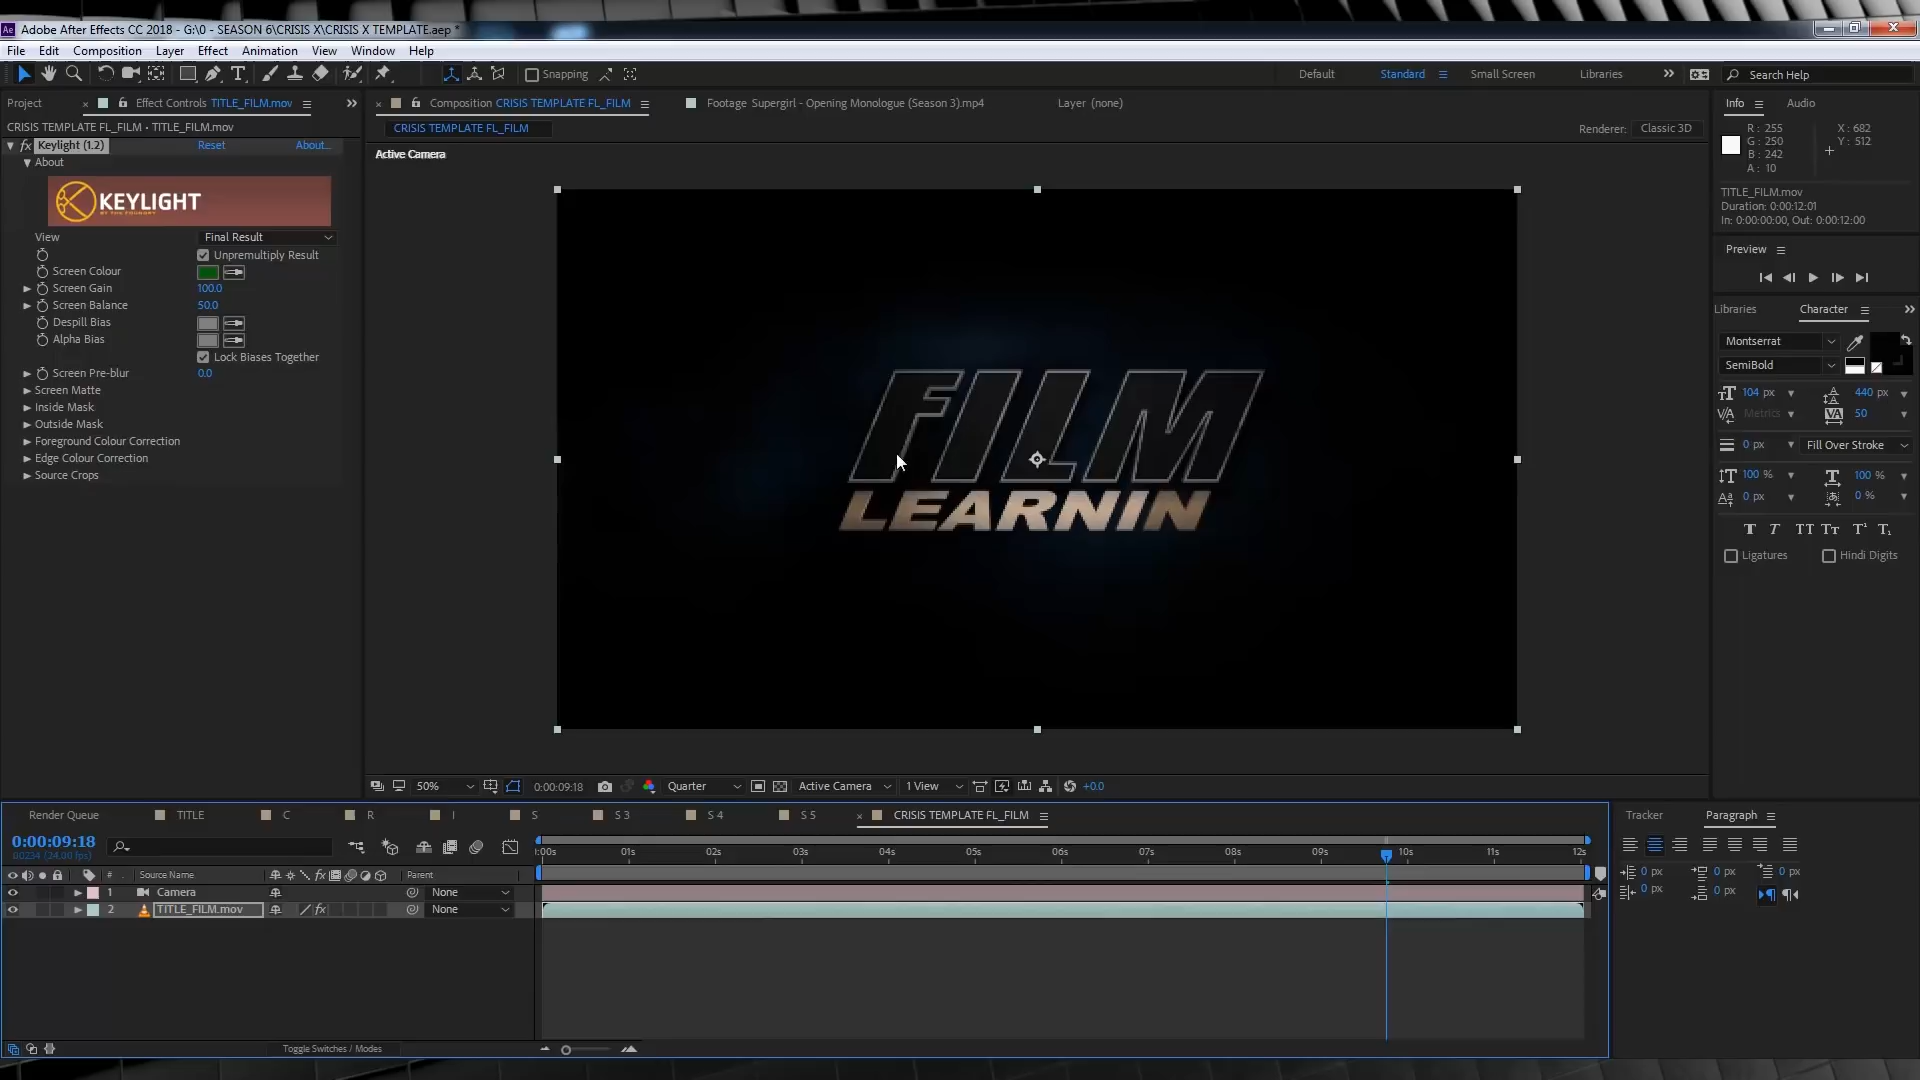 Adobe After Effects CC 2018 - G:\0 - SEASON 6\CRISIS X\CRISIS X TEMPLATE.aep *
File Edit Composition Layer Effect Animation View Window Help
Snapping
Default Standard Small Screen Libraries Search Help
Project Effect Controls TITLE_FILM.mov
CRISIS TEMPLATE FL_FILM • TITLE_FILM.mov
fx Keylight (1.2) Reset About...
About
KEYLIGHT
BY THE FOUNDRY
View Final Result
Unpremultiply Result
Screen Colour
Screen Gain 100.0
Screen Balance 50.0
Despill Bias
Alpha Bias
Lock Biases Together
Screen Pre-blur 0.0
Screen Matte
Inside Mask
Outside Mask
Foreground Colour Correction
Edge Colour Correction
Source Crops
Composition CRISIS TEMPLATE FL_FILM Footage Supergirl - Opening Monologue (Season 3).mp4 Layer (none)
CRISIS TEMPLATE FL_FILM Renderer: Classic 3D
Active Camera
FILM
LEARNIN
50% 0:00:09:18 Quarter Active Camera 1 View +0.0
Info Audio
R : 255 X : 682
G : 250 Y : 512
B : 242
A : 10
TITLE_FILM.mov
Duration: 0:00:12:01
In: 0:00:00:00, Out: 0:00:12:00
Preview
Libraries Character
Montserrat
SemiBold
104 px 440 px
Metrics 50
0 px Fill Over Stroke
100 % 100 %
0 px 0 %
Ligatures Hindi Digits
Render Queue TITLE C R I S S 3 S 4 S 5 CRISIS TEMPLATE FL_FILM
0:00:09:18
00234 (24.00 fps)
:00s 01s 02s 03s 04s 05s 06s 07s 08s 09s 10s 11s 12s
# Source Name fx Parent
1 Camera None
2 TITLE_FILM.mov fx None
Toggle Switches / Modes
Tracker Paragraph
0 px 0 px 0 px
0 px 0 px